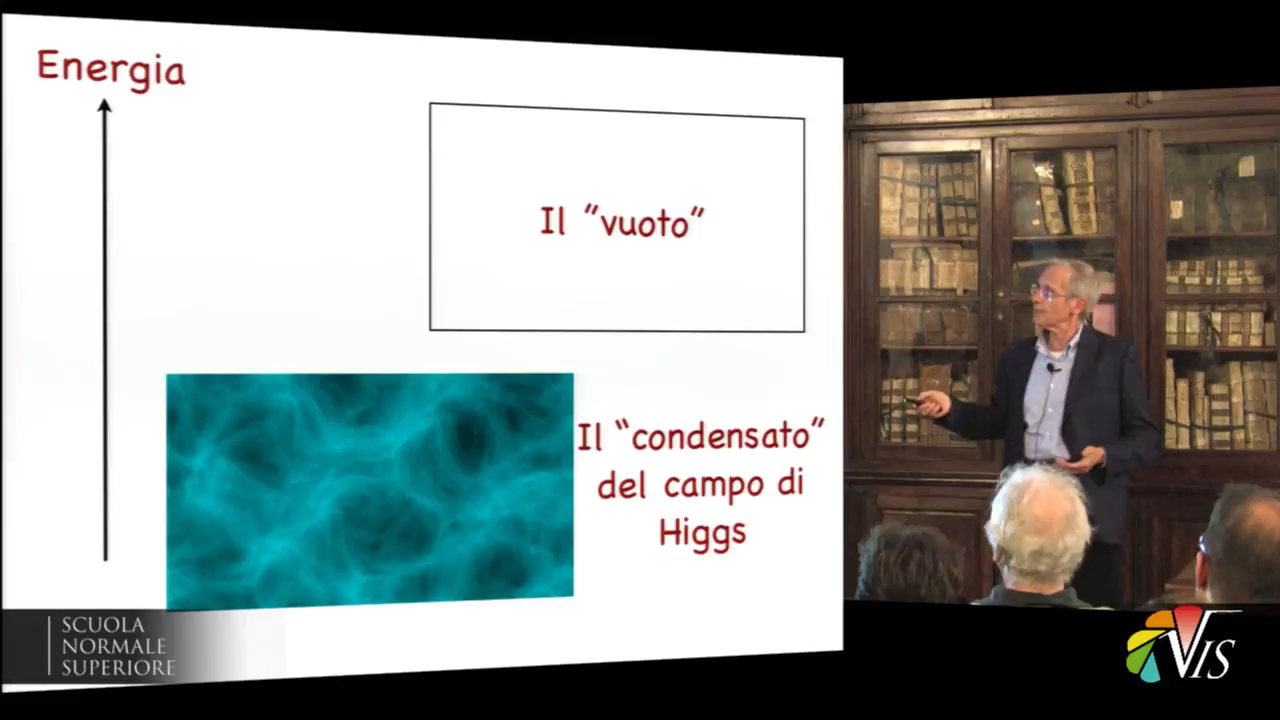 Energia
Il “vuoto”
Il “condensato”
del campo di
Higgs
SCUOLA
NORMALE
SUPERIORE
VIS